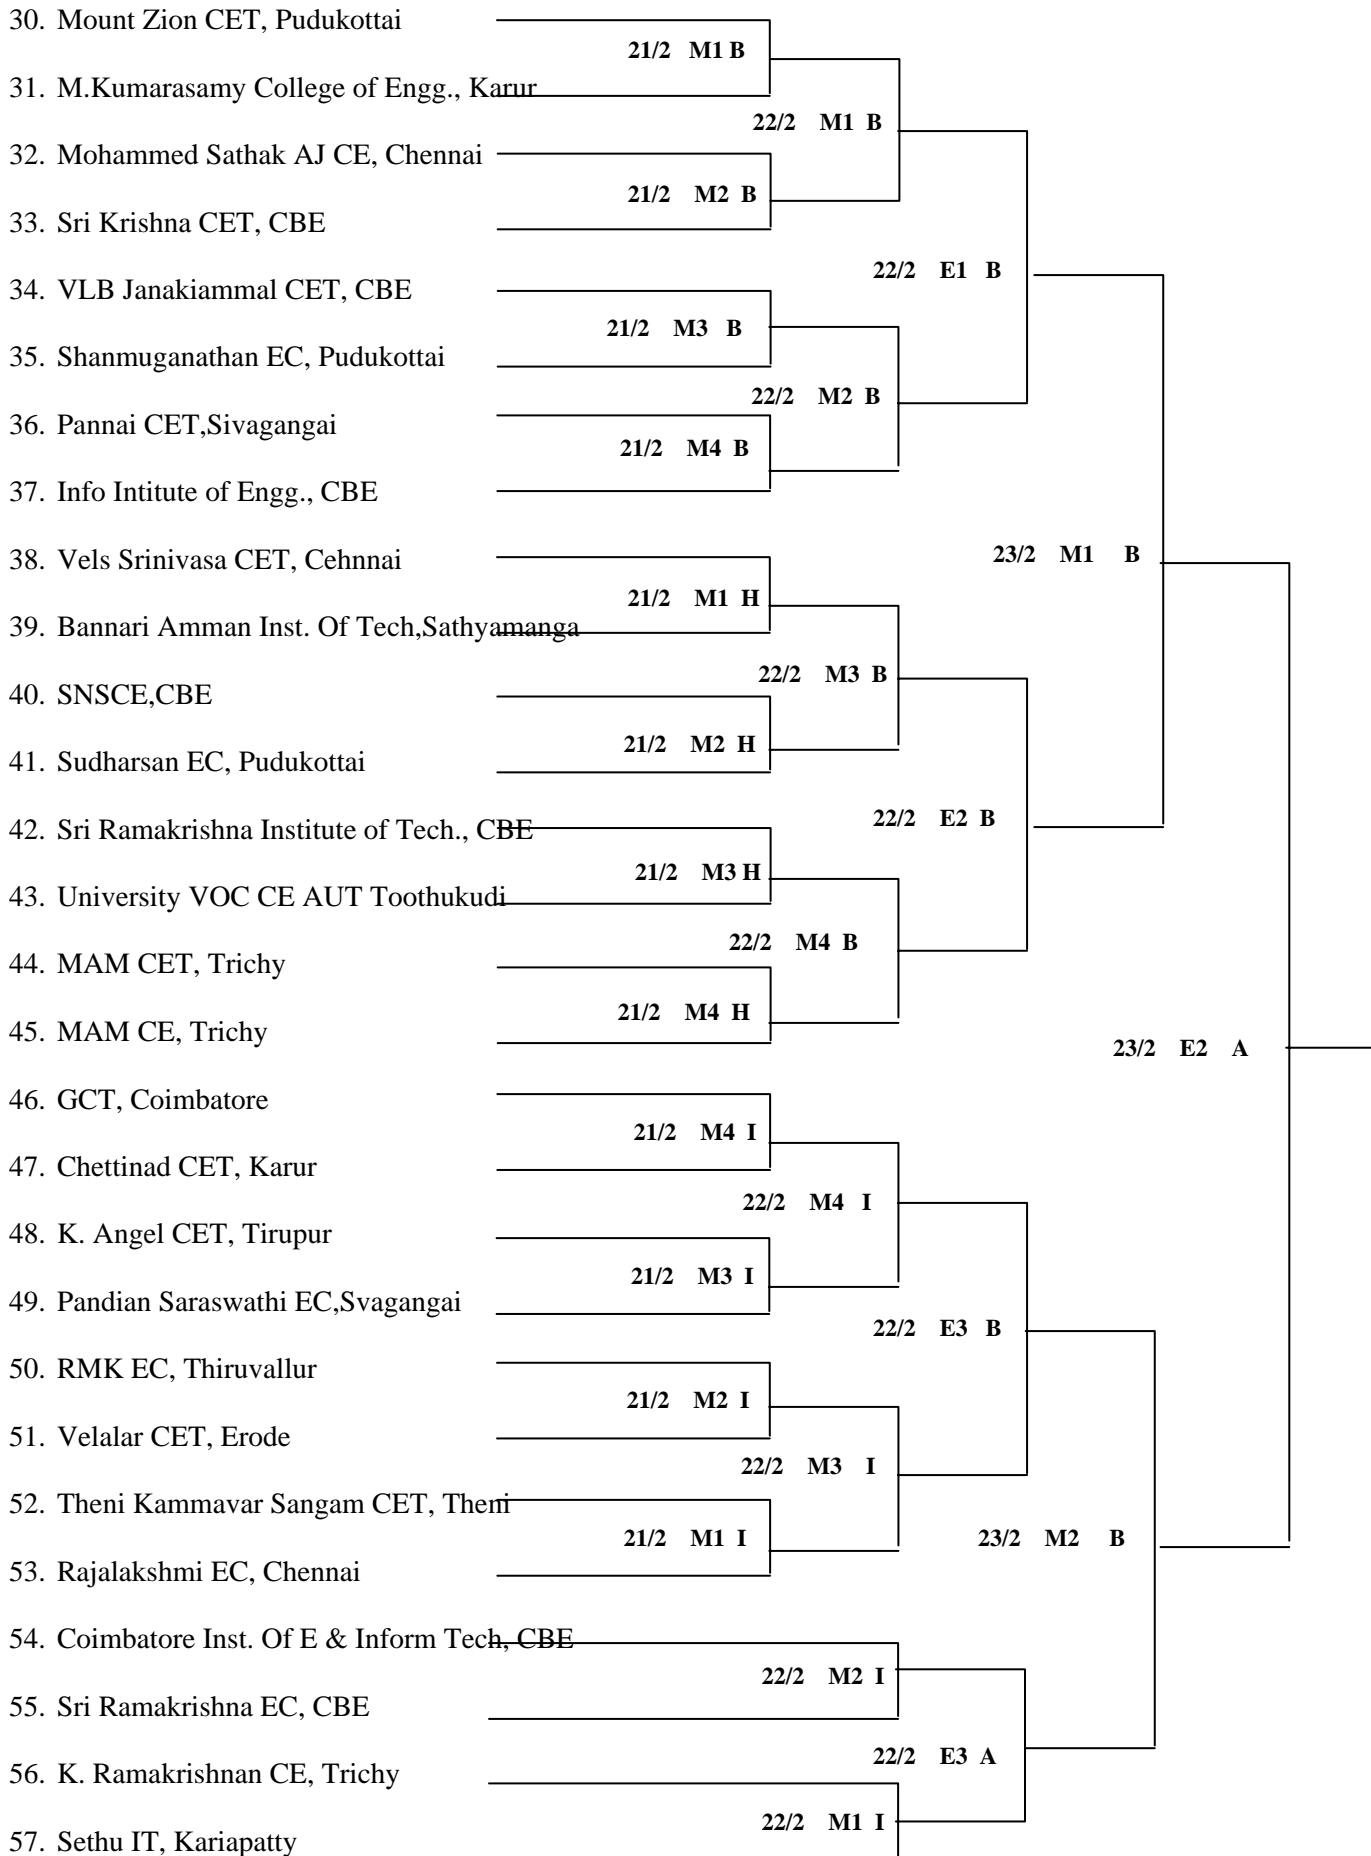 30. Mount Zion CET, Pudukottai
21/2 M1 B
31. M.Kumarasamy College of Engg., Karur
22/2 M1 B
32. Mohammed Sathak AJ CE, Chennai
21/2 M2 B
33. Sri Krishna CET, CBE
22/2 E1 B
34. VLB Janakiammal CET, CBE
21/2 M3 B
35. Shanmuganathan EC, Pudukottai
22/2 M2 B
36. Pannai CET,Sivagangai
21/2 M4 B
37. Info Intitute of Engg., CBE
23/2 M1 B
38. Vels Srinivasa CET, Cehnnai
21/2 M1 H
39. Bannari Amman Inst. Of Tech,Sathyamanga
22/2 M3 B
40. SNSCE,CBE
21/2 M2 H
41. Sudharsan EC, Pudukottai
22/2 E2 B
42. Sri Ramakrishna Institute of Tech., CBE
21/2 M3 H
43. University VOC CE AUT Toothukudi
22/2 M4 B
44. MAM CET, Trichy
21/2 M4 H
45. MAM CE, Trichy
23/2 E2 A
46. GCT, Coimbatore
21/2 M4 I
47. Chettinad CET, Karur
22/2 M4 I
48. K. Angel CET, Tirupur
21/2 M3 I
49. Pandian Saraswathi EC,Svagangai
22/2 E3 B
50. RMK EC, Thiruvallur
21/2 M2 I
51. Velalar CET, Erode
22/2 M3 I
52. Theni Kammavar Sangam CET, Theni
21/2 M1 I
23/2 M2 B
53. Rajalakshmi EC, Chennai
54. Coimbatore Inst. Of E & Inform Tech, CBE
22/2 M2 I
55. Sri Ramakrishna EC, CBE
22/2 E3 A
56. K. Ramakrishnan CE, Trichy
22/2 M1 I
57. Sethu IT, Kariapatty